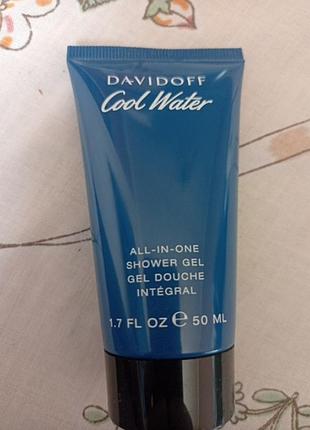 DAVIDOFF
Cool Water
ALL-IN-ONE
SHOWER GEL
GEL DOUCHE
INTÉGRAL
1.7 FL OZ ℮ 50 ML